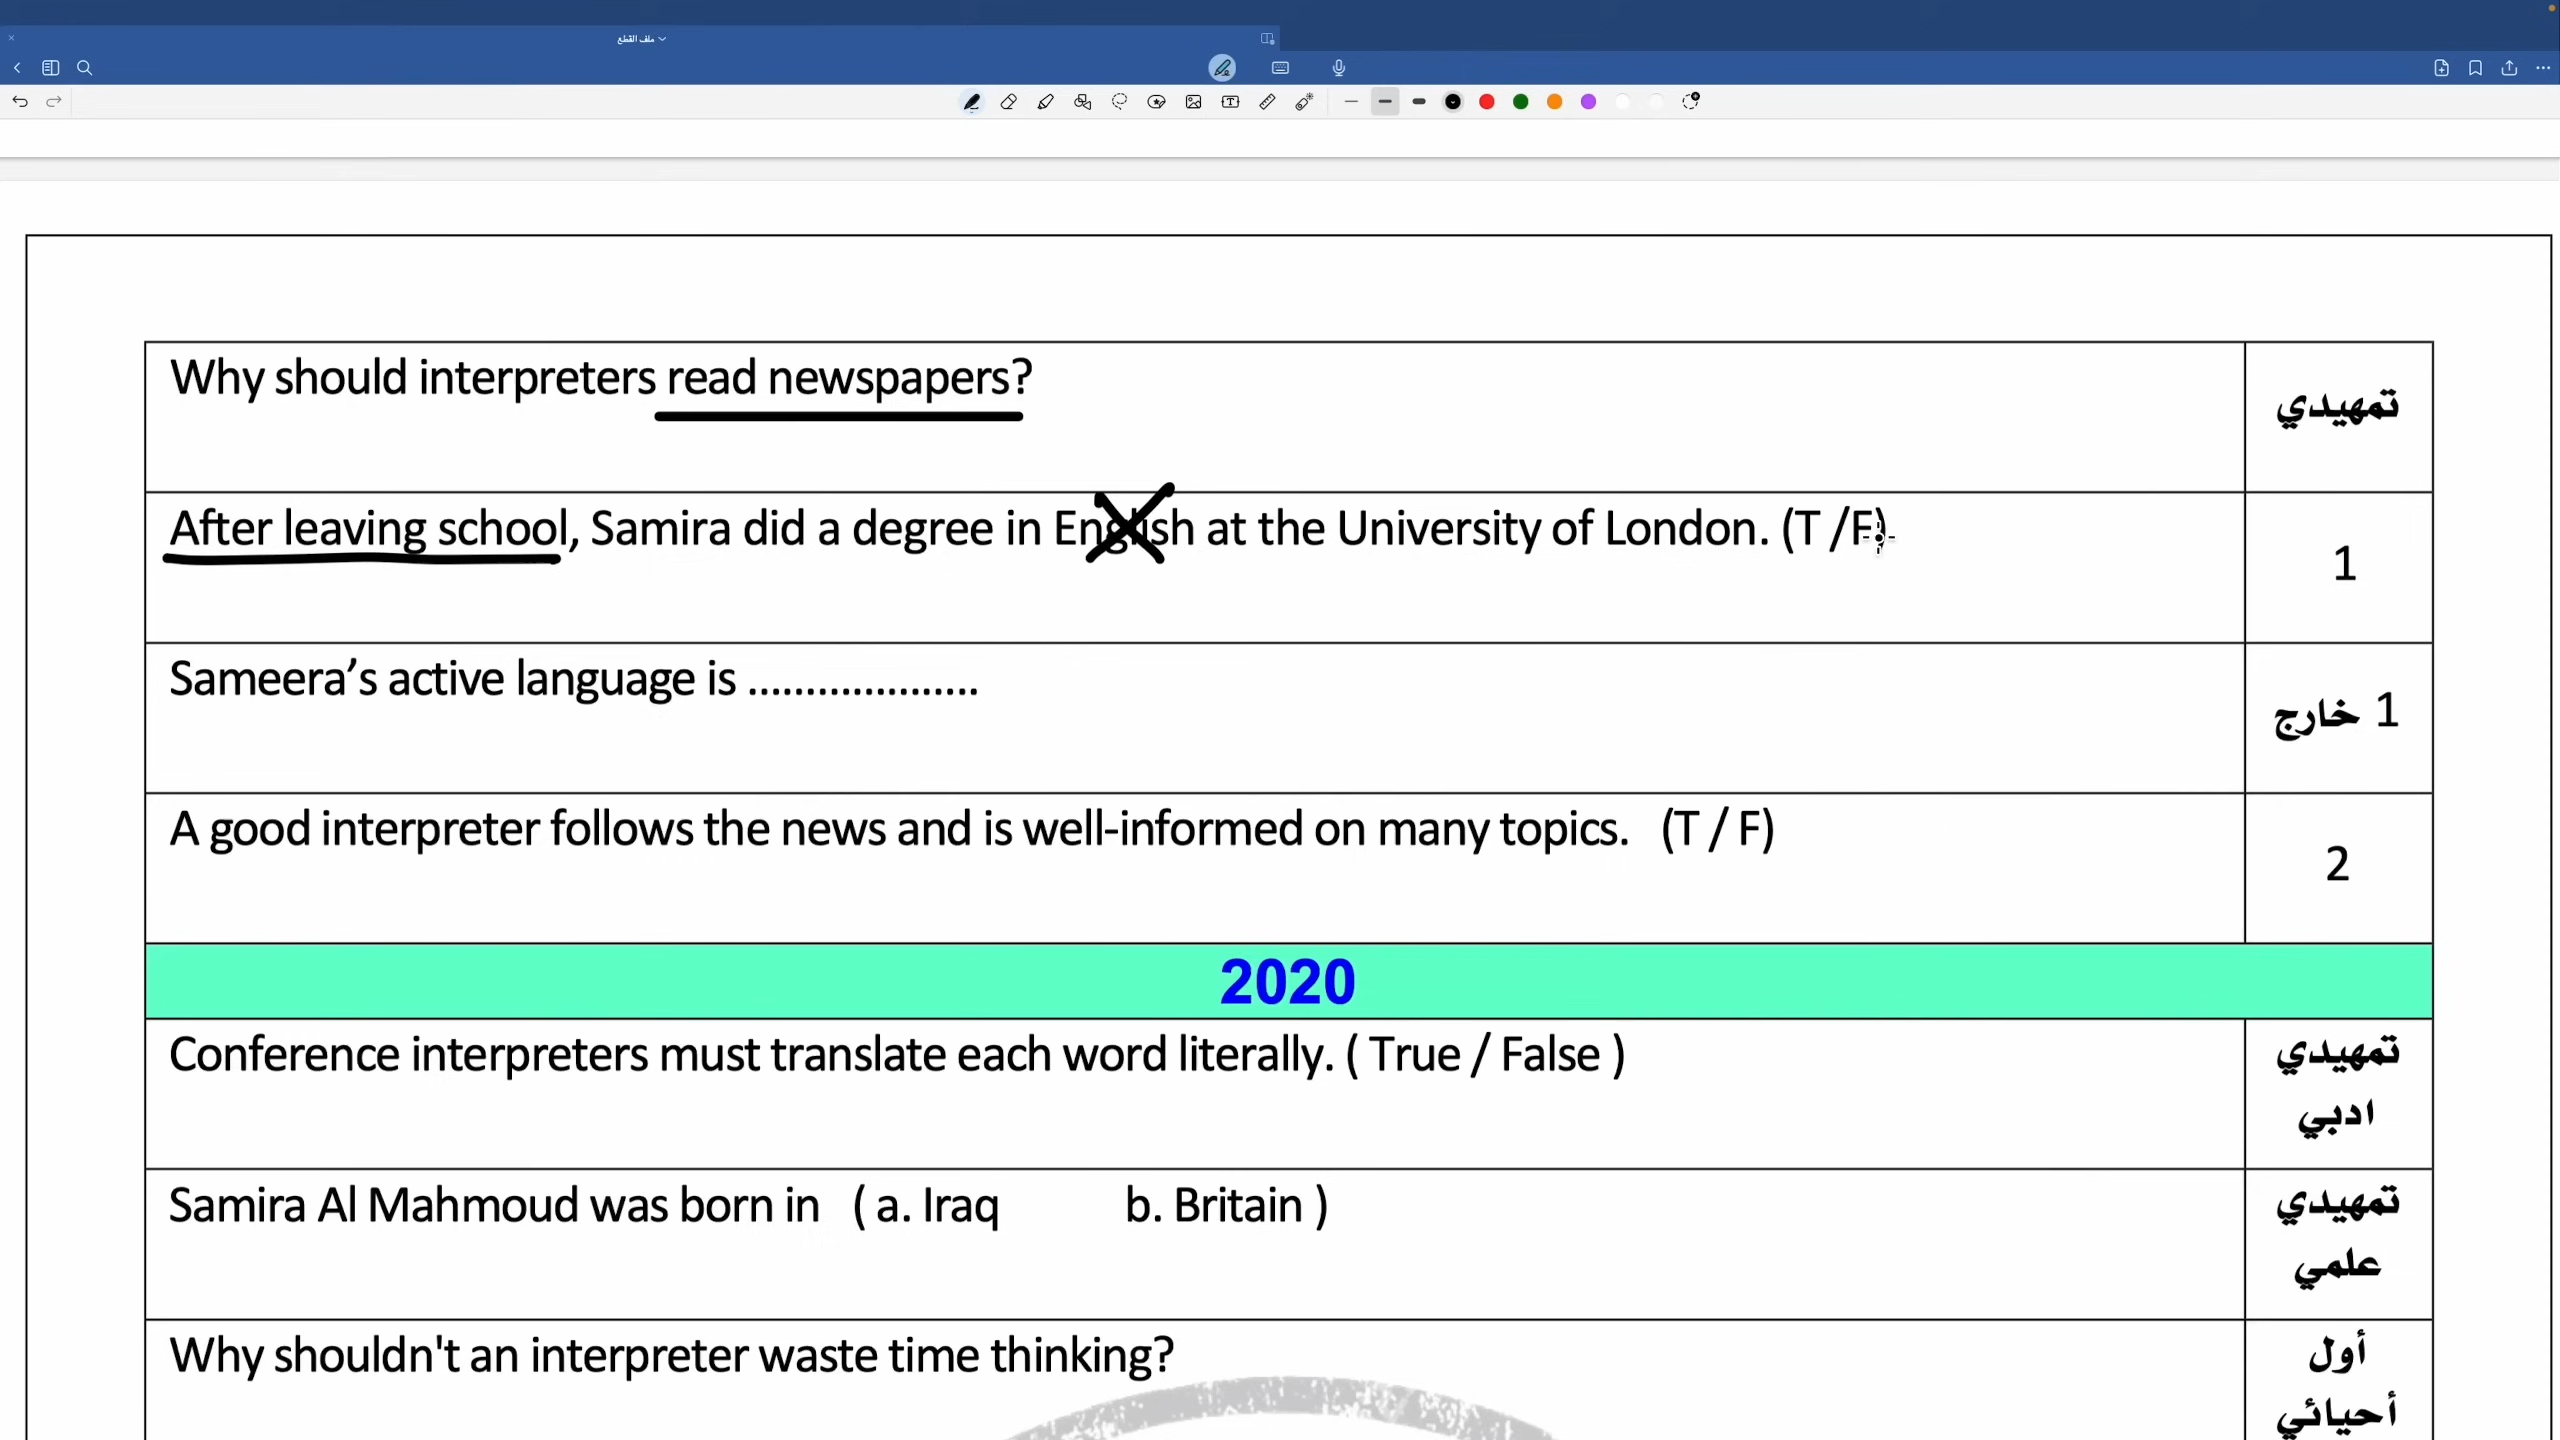 ملف القطع
Why should interpreters read newspapers?
تمهيدي
After leaving school, Samira did a degree in English at the University of London. (T /F)
1
Sameera’s active language is .....................
1 خارج
A good interpreter follows the news and is well-informed on many topics. (T / F)
2
2020
Conference interpreters must translate each word literally. ( True / False )
تمهيدي
ادبي
Samira Al Mahmoud was born in ( a. Iraq b. Britain )
تمهيدي
علمي
Why shouldn't an interpreter waste time thinking?
أول
أحيائي